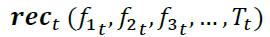 rec_t (f_{1_t}, f_{2_t}, f_{3_t}, … , T_t)